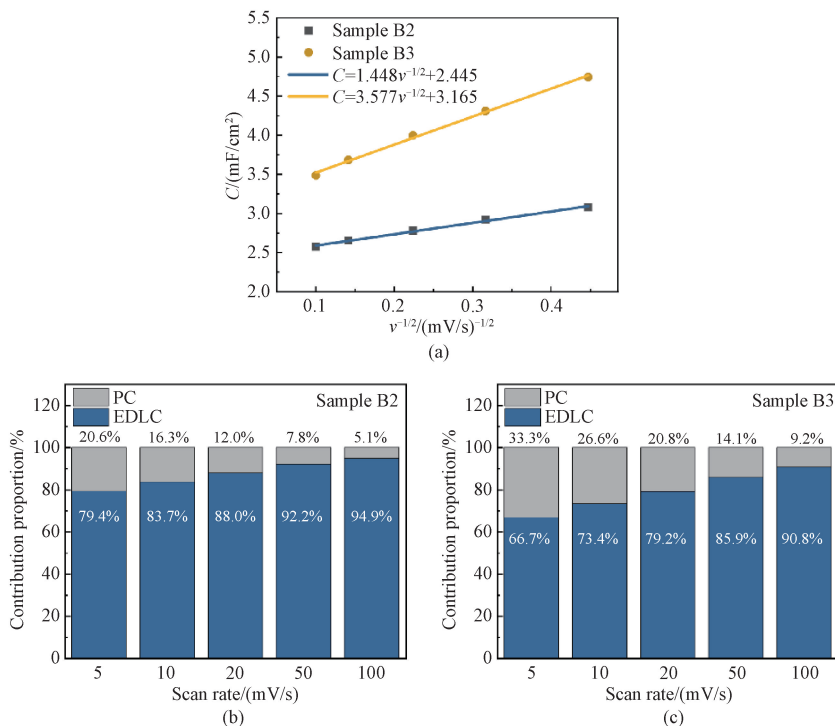 Sample B2
Sample B3
C=1.448v⁻¹/²+2.445
C=3.577v⁻¹/²+3.165
5.5
5.0
4.5
4.0
3.5
3.0
2.5
2.0
C/(mF/cm²)
0.1 0.2 0.3 0.4
v⁻¹/²/(mV/s)⁻¹/²
(a)
PC
EDLC
Sample B2
120
100
80
60
40
20
0
Contribution proportion/%
20.6% 16.3% 12.0% 7.8% 5.1%
79.4% 83.7% 88.0% 92.2% 94.9%
5 10 20 50 100
Scan rate/(mV/s)
(b)
PC
EDLC
Sample B3
120
100
80
60
40
20
0
Contribution proportion/%
33.3% 26.6% 20.8% 14.1% 9.2%
66.7% 73.4% 79.2% 85.9% 90.8%
5 10 20 50 100
Scan rate/(mV/s)
(c)